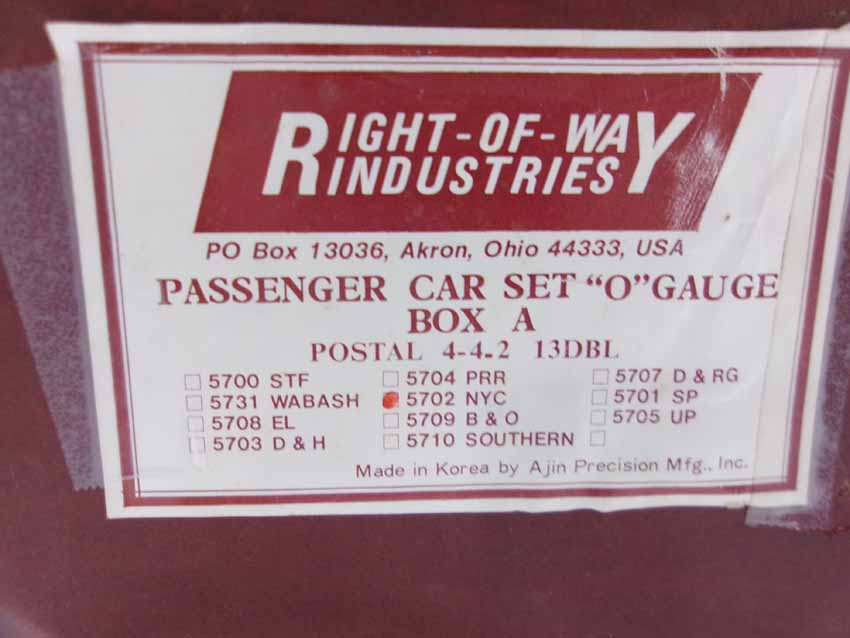 RIGHT-OF-WAY
INDUSTRIES
PO Box 13036, Akron, Ohio 44333, USA
PASSENGER CAR SET "O" GAUGE
BOX A
POSTAL 4-4-2 13DBL
5700 STF 5704 PRR 5707 D & RG
5731 WABASH 5702 NYC 5701 SP
5708 EL 5709 B & O 5705 UP
5703 D & H 5710 SOUTHERN
Made in Korea by Ajin Precision Mfg., Inc.